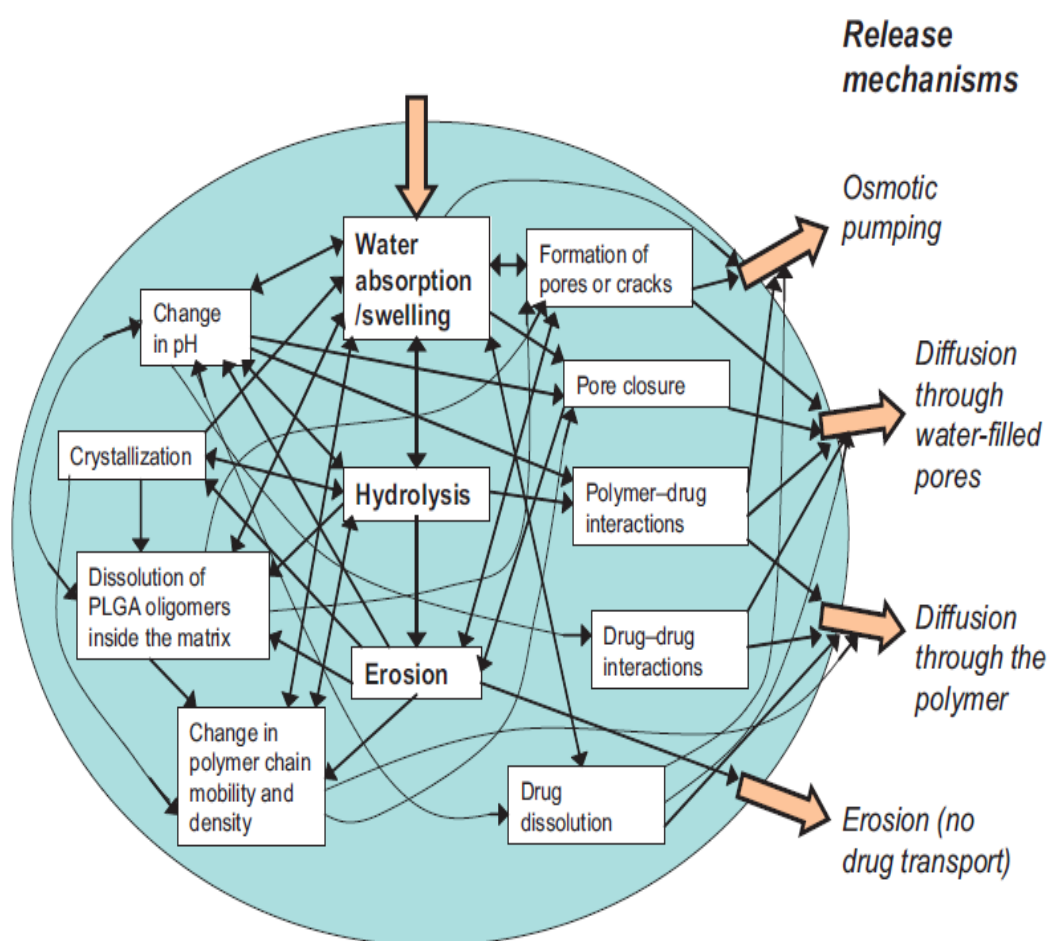 Release
mechanisms
Osmotic
pumping
Water
absorption
/swelling
Formation of
pores or cracks
Change
in pH
Diffusion
through
water-filled
pores
Pore closure
Crystallization
Hydrolysis
Polymer–drug
interactions
Dissolution of
PLGA oligomers
inside the matrix
Drug–drug
interactions
Diffusion
through the
polymer
Erosion
Change in
polymer chain
mobility and
density
Drug
dissolution
Erosion (no
drug transport)